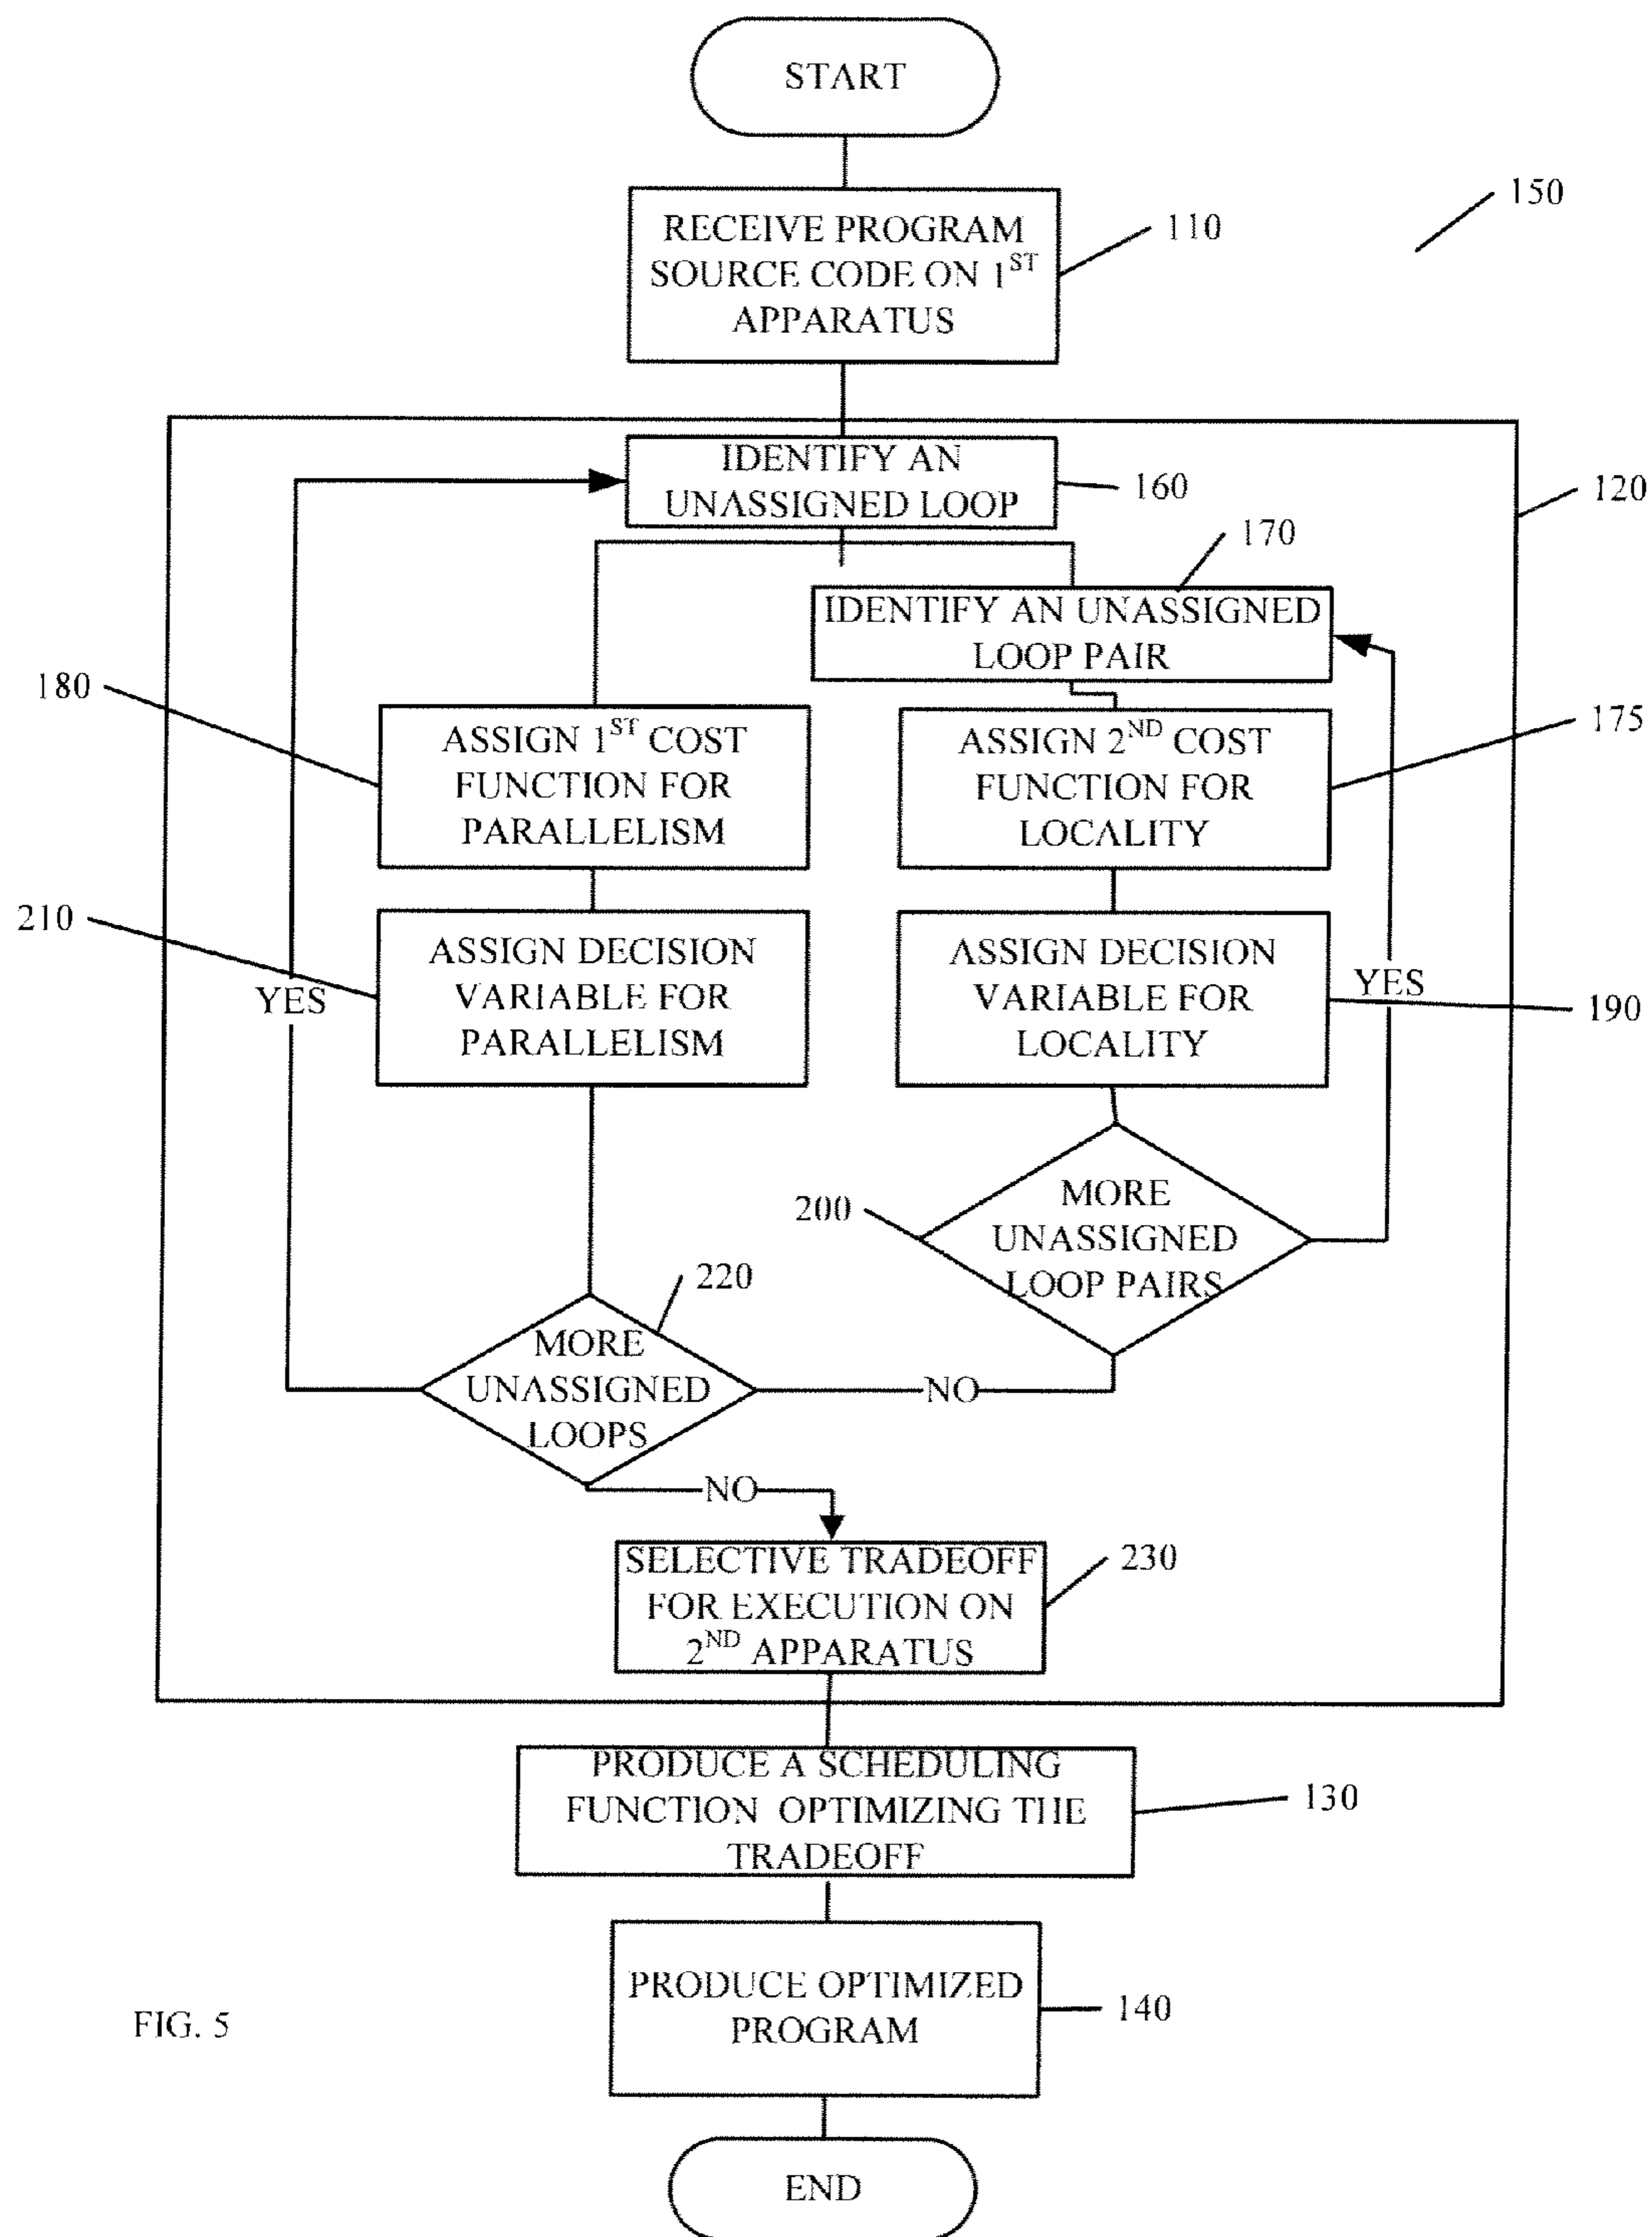 START
150
RECEIVE PROGRAM
SOURCE CODE ON 1ST
APPARATUS
110
IDENTIFY AN
UNASSIGNED LOOP
160
120
170
IDENTIFY AN UNASSIGNED
LOOP PAIR
180
ASSIGN 1ST COST
FUNCTION FOR
PARALLELISM
ASSIGN 2ND COST
FUNCTION FOR
LOCALITY
175
210
ASSIGN DECISION
VARIABLE FOR
PARALLELISM
YES
ASSIGN DECISION
VARIABLE FOR
LOCALITY
YES
190
200
MORE
UNASSIGNED
LOOP PAIRS
220
MORE
UNASSIGNED
LOOPS
NO
NO
SELECTIVE TRADEOFF
FOR EXECUTION ON
2ND APPARATUS
230
PRODUCE A SCHEDULING
FUNCTION OPTIMIZING THE
TRADEOFF
130
PRODUCE OPTIMIZED
PROGRAM
140
FIG. 5
END